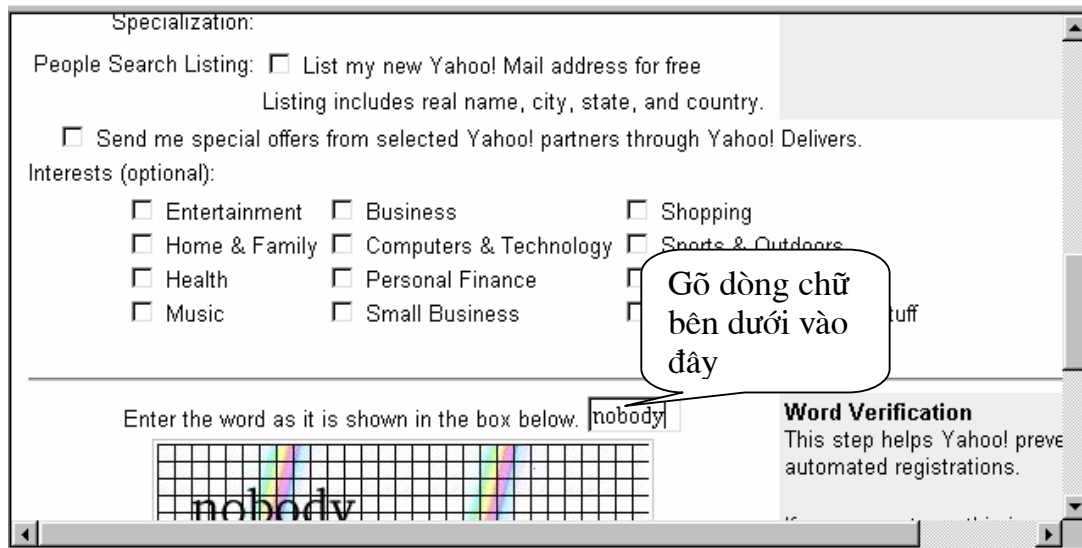 Specialization:
People Search Listing: List my new Yahoo! Mail address for free
Listing includes real name, city, state, and country.
Send me special offers from selected Yahoo! partners through Yahoo! Delivers.
Interests (optional):
Entertainment Business Shopping
Home & Family Computers & Technology Sports & Outdoors
Health Personal Finance
Music Small Business
Gõ dòng chữ
bên dưới vào
đây
Enter the word as it is shown in the box below. nobody
Word Verification
This step helps Yahoo! preve
automated registrations.
nobody